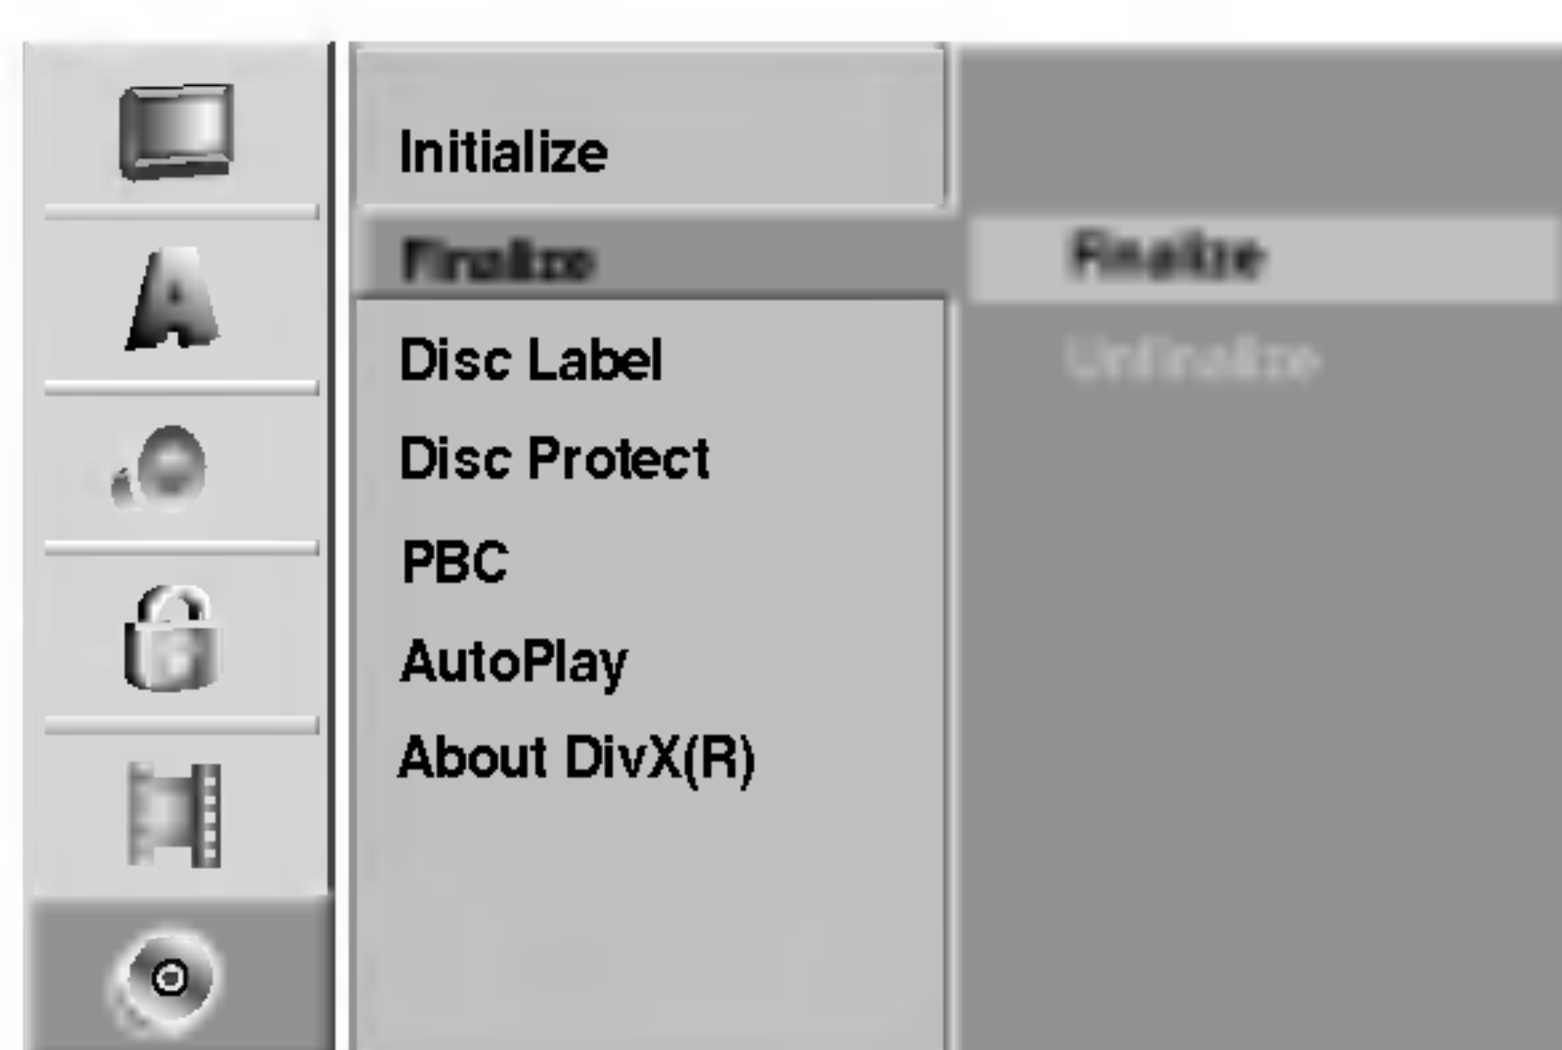 Initialize
Finalize
Disc Label
Disc Protect
PBC
AutoPlay
About DivX(R)
Finalize
Unfinalize